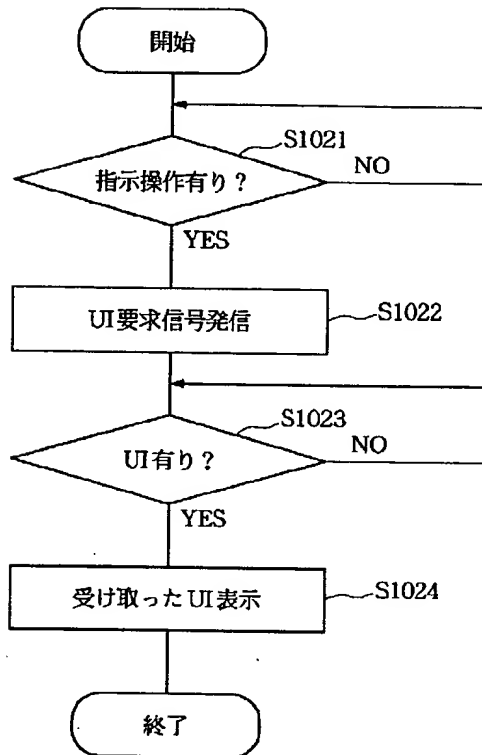 開始
S1021
指示操作有り？
NO
YES
UI要求信号発信
S1022
S1023
UI有り？
NO
YES
受け取ったUI表示
S1024
終了